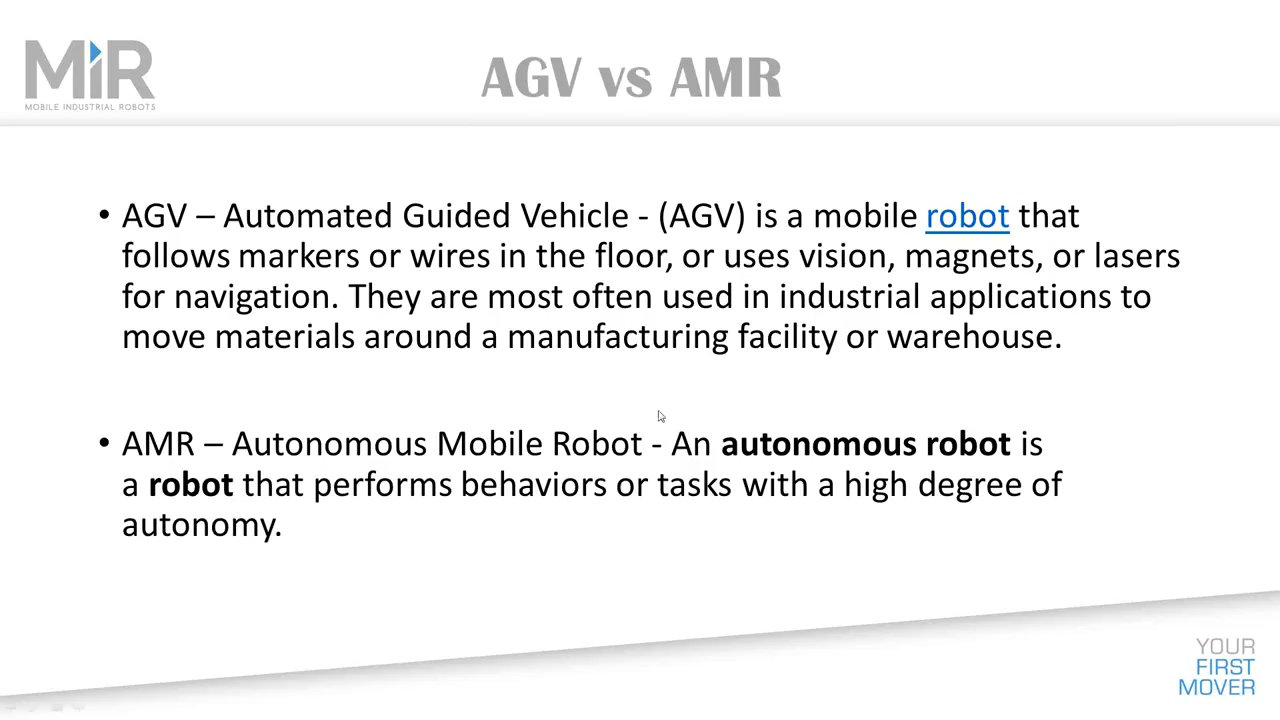 MiR
MOBILE INDUSTRIAL ROBOTS
AGV vs AMR
• AGV – Automated Guided Vehicle - (AGV) is a mobile robot that
follows markers or wires in the floor, or uses vision, magnets, or lasers
for navigation. They are most often used in industrial applications to
move materials around a manufacturing facility or warehouse.
• AMR – Autonomous Mobile Robot - An autonomous robot is
a robot that performs behaviors or tasks with a high degree of
autonomy.
YOUR
FIRST
MOVER